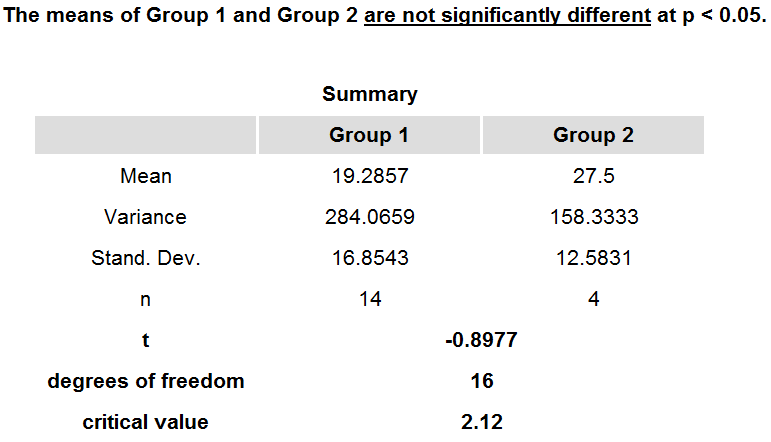 The means of Group 1 and Group 2 are not significantly different at p < 0.05.
Summary
Group 1 Group 2
Mean 19.2857 27.5
Variance 284.0659 158.3333
Stand. Dev. 16.8543 12.5831
n 14 4
t -0.8977
degrees of freedom 16
critical value 2.12